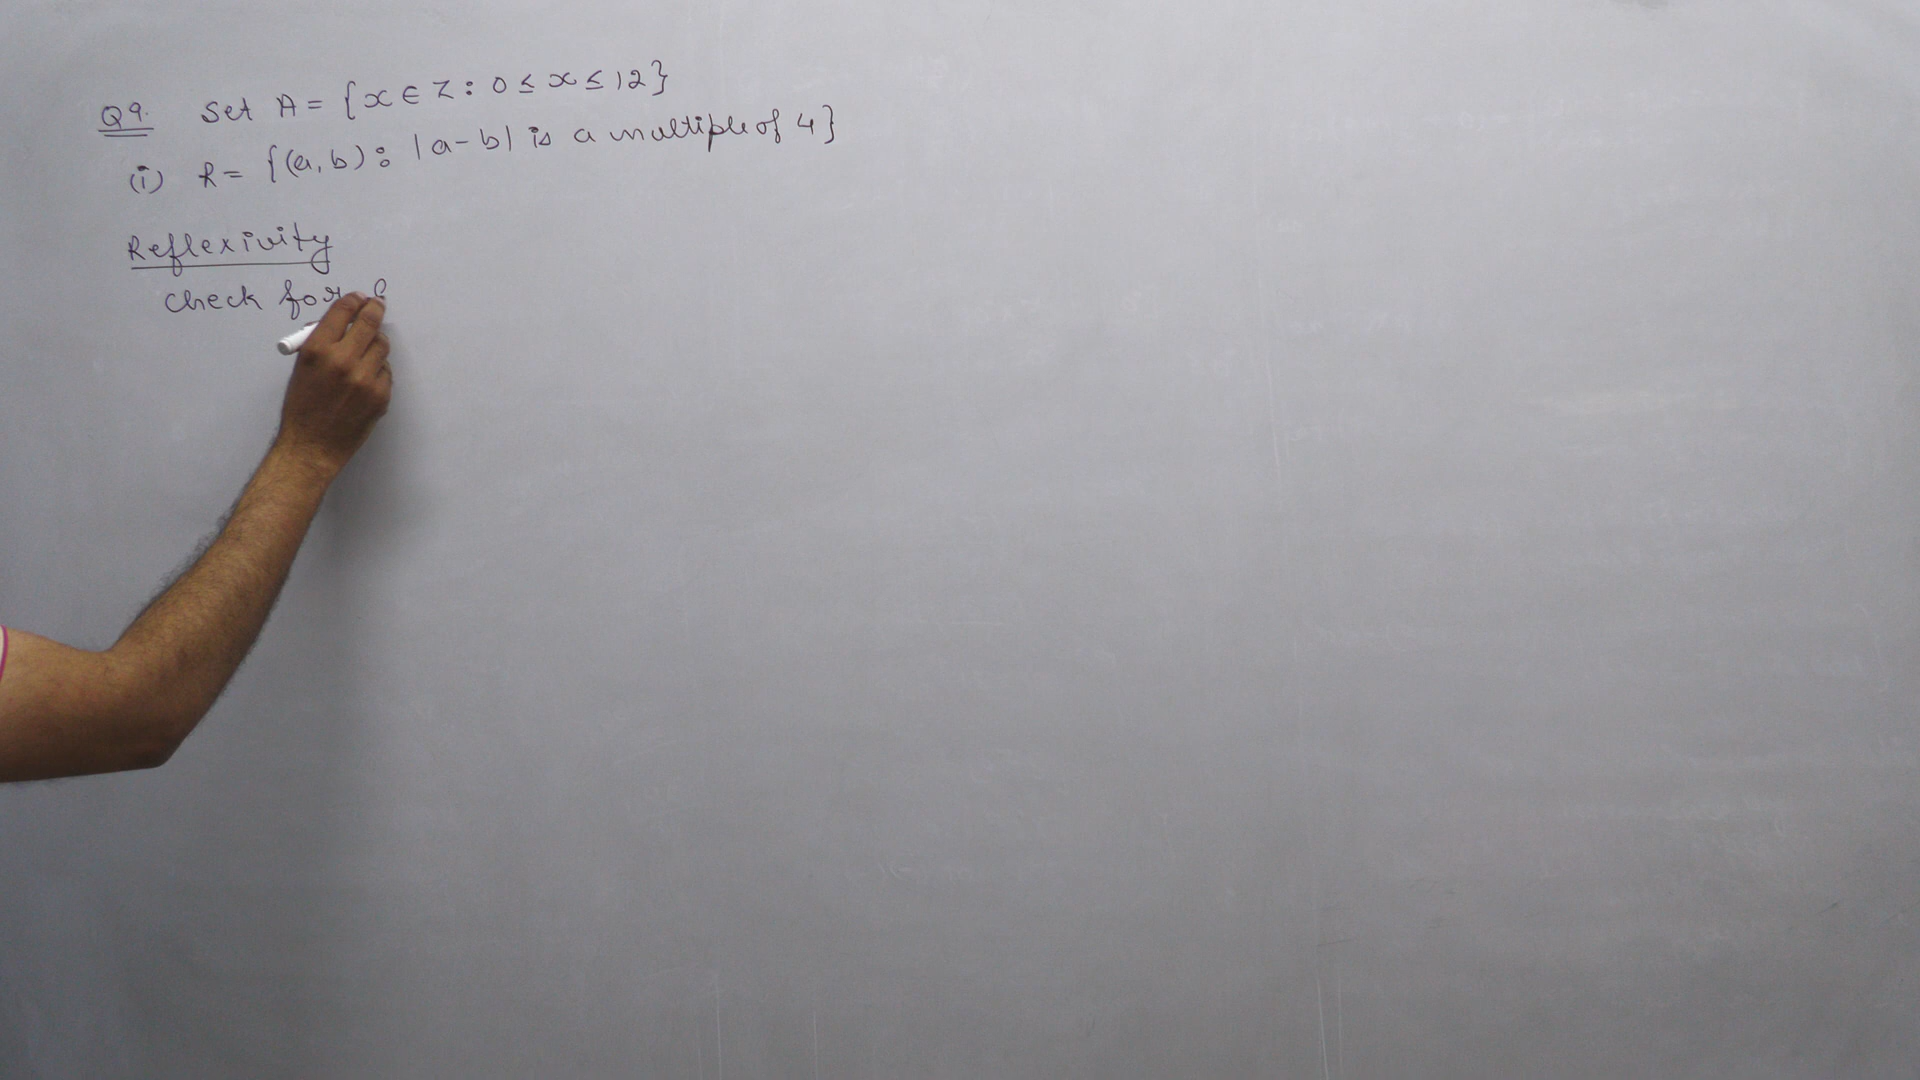 Q9. Set A = {x ∈ Z : 0 ≤ x ≤ 12}
(i) R = {(a, b) : |a - b| is a multiple of 4}
Reflexivity
Check for